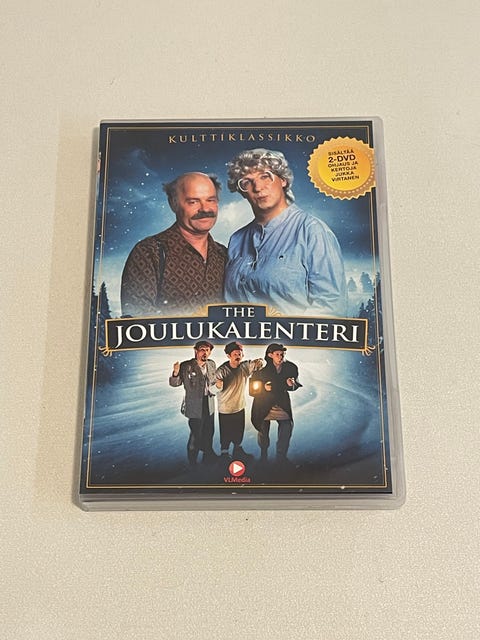 KULTTIKLASSIKKO
SISÄLTÄÄ
2-DVD
OHJAUS JA
KERTOJA
JUKKA
VIRTANEN
THE
JOULUKALENTERI
VLMedia